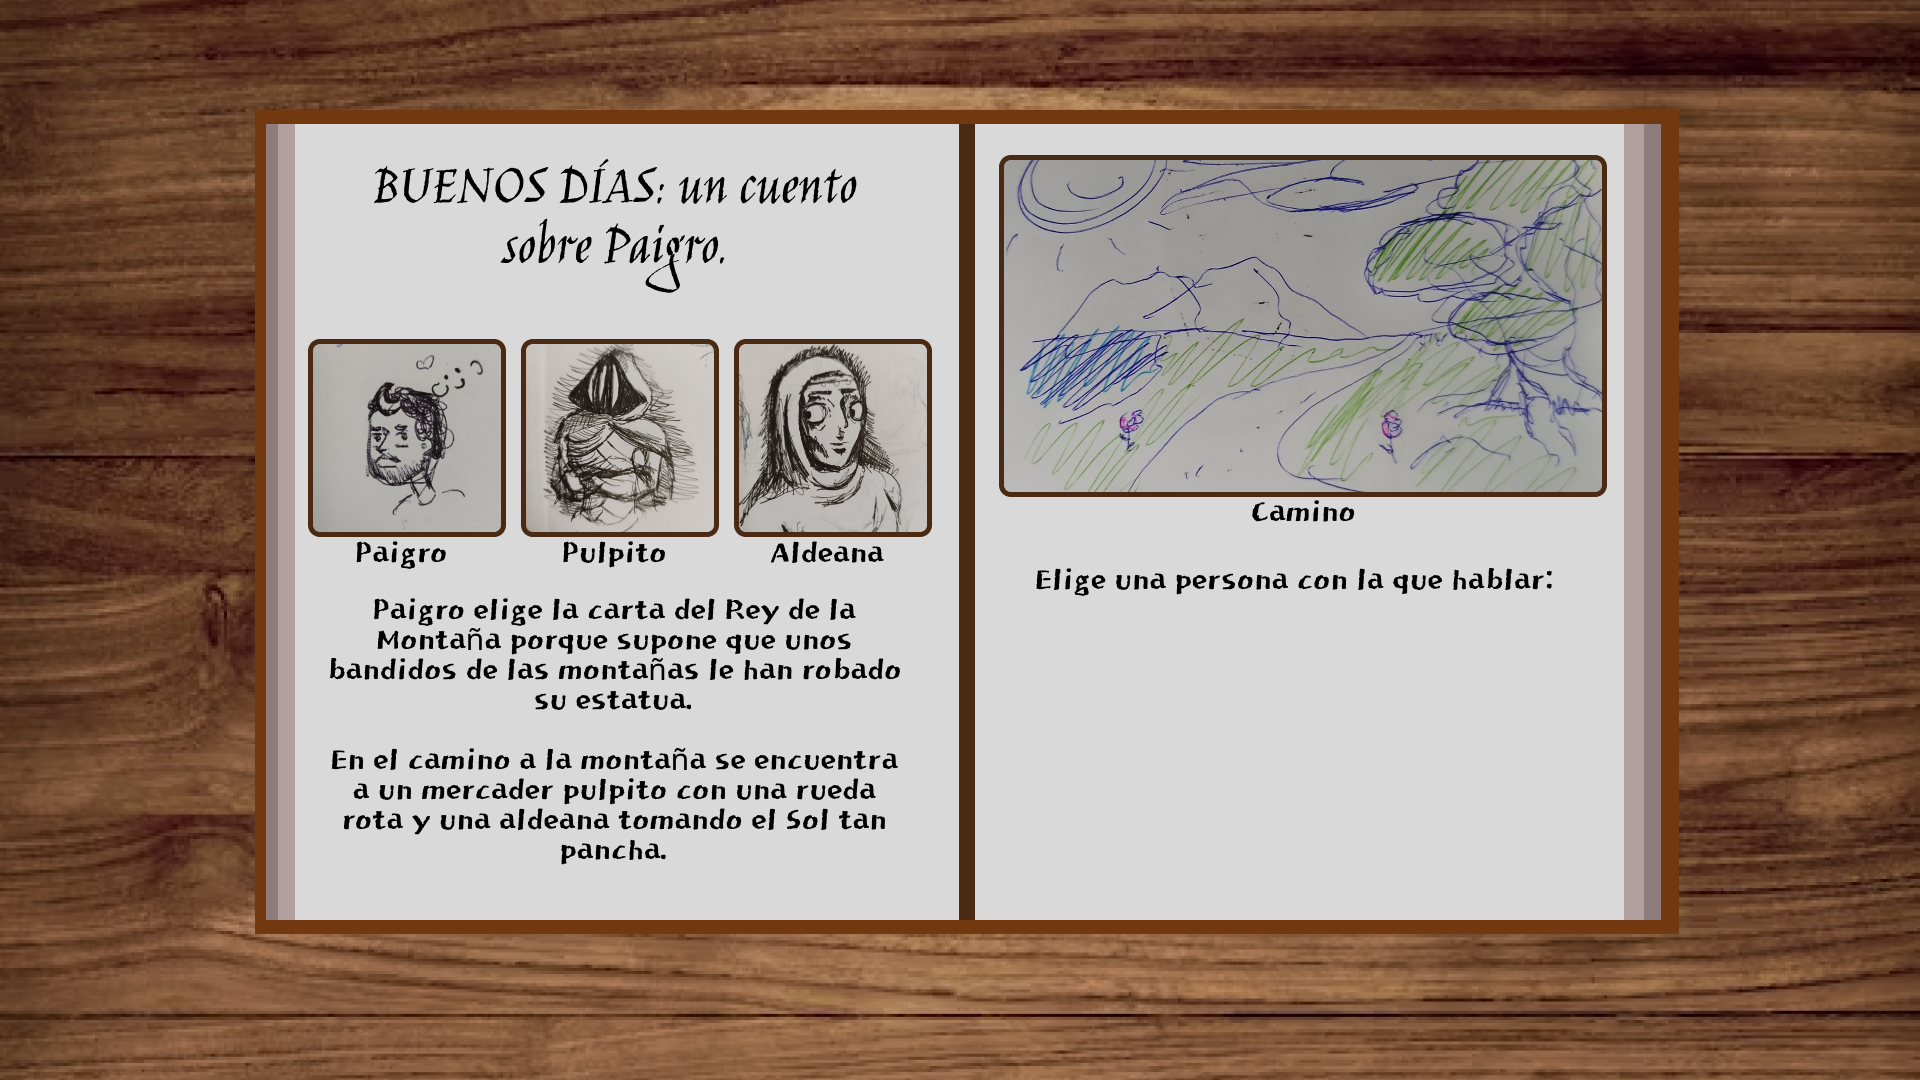 BUENOS DÍAS: un cuento
sobre Paigro.
Paigro
Pulpito
Aldeana
Paigro elige la carta del Rey de la
Montaña porque supone que unos
bandidos de las montañas le han robado
su estatua.
En el camino a la montaña se encuentra
a un mercader pulpito con una rueda
rota y una aldeana tomando el Sol tan
pancha.
Camino
Elige una persona con la que hablar: